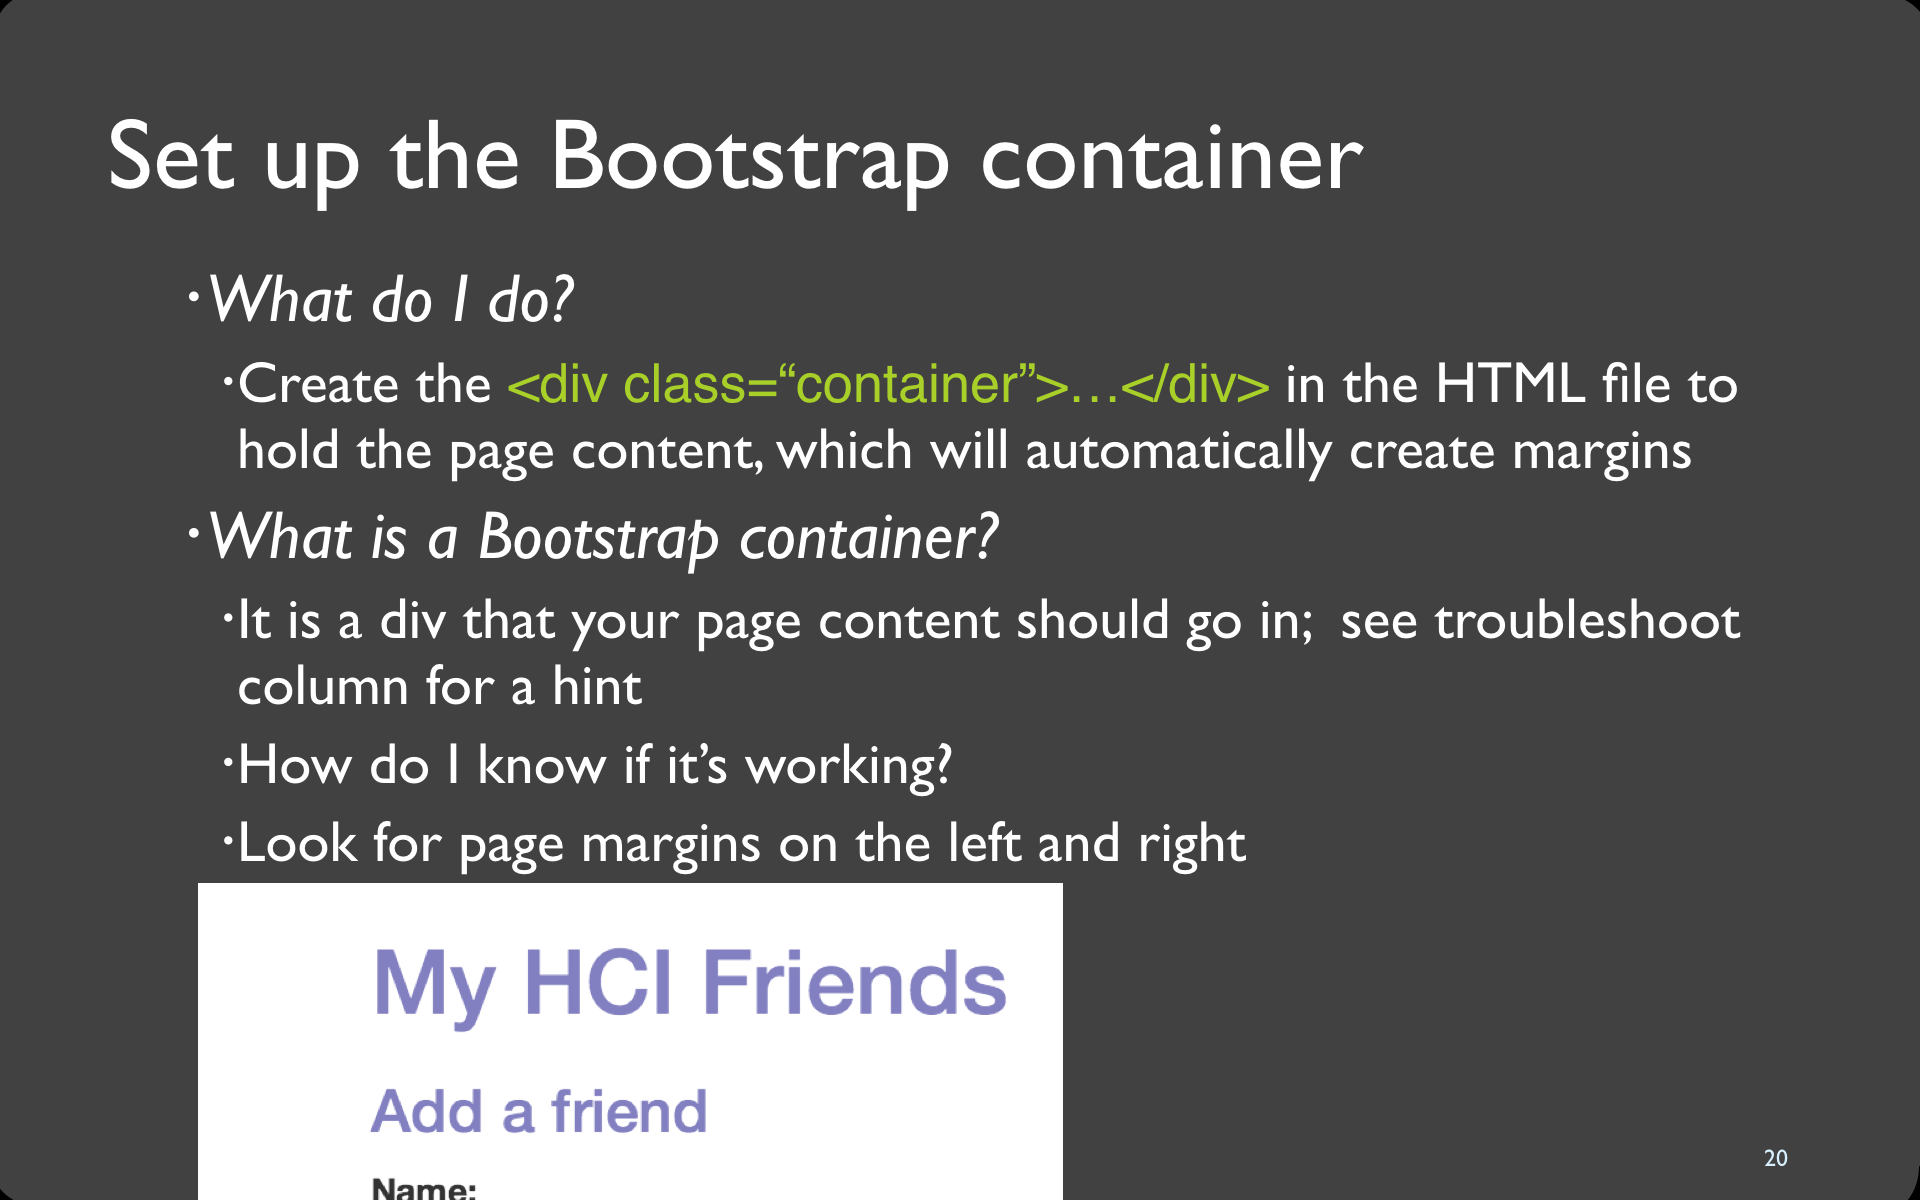 Set up the Bootstrap container
•What do I do?
•Create the <div class=“container”>…</div> in the HTML file to
hold the page content, which will automatically create margins
•What is a Bootstrap container?
•It is a div that your page content should go in;  see troubleshoot
column for a hint
•How do I know if it’s working?
•Look for page margins on the left and right
My HCI Friends
Add a friend
Name:
20